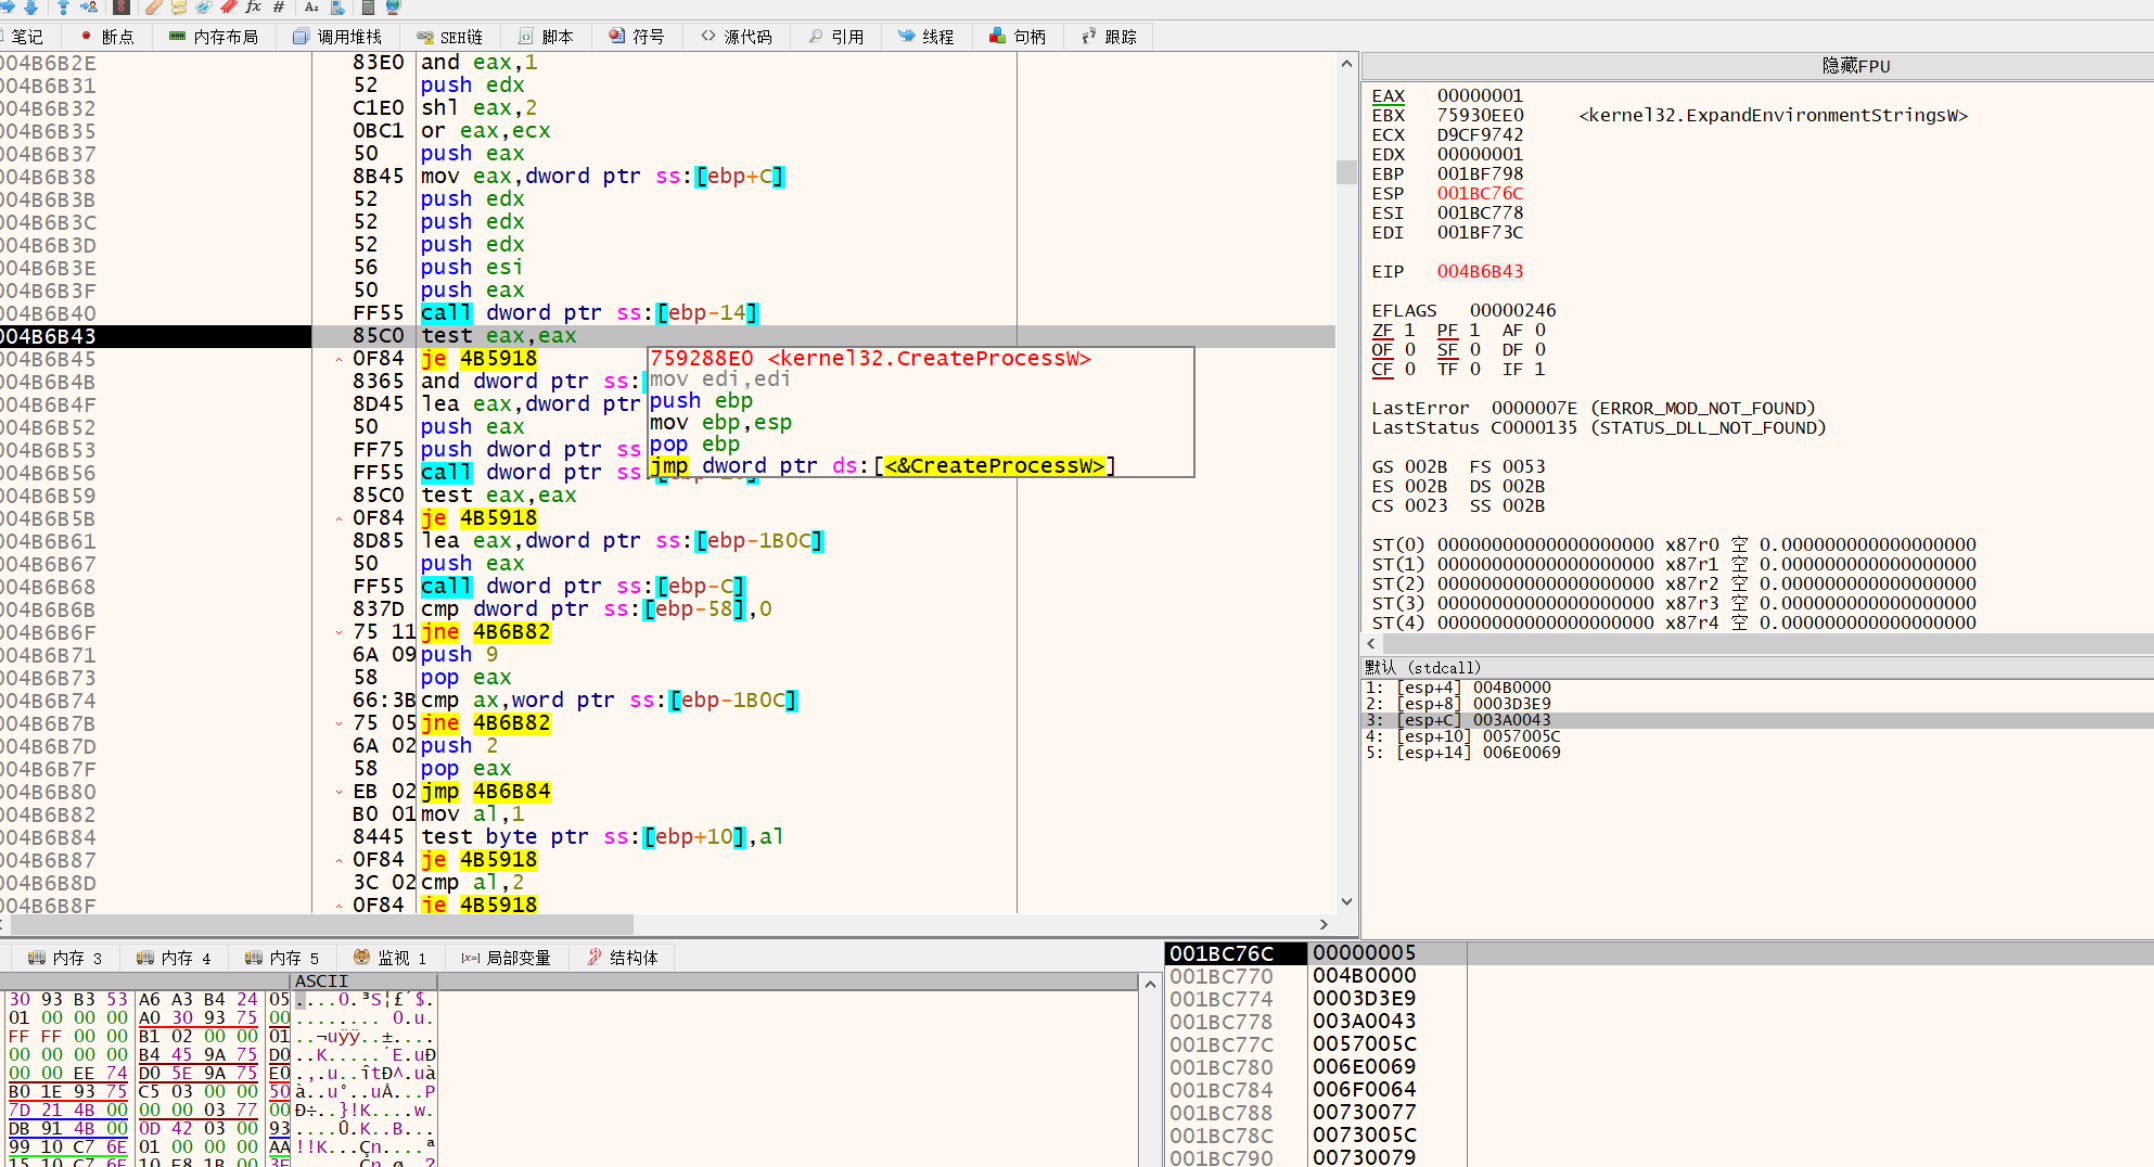 笔记 断点 内存布局 调用堆栈 SEH链 脚本 符号 源代码 引用 线程 句柄 跟踪
004B6B2E 83E0 and eax,1
004B6B31 52 push edx
004B6B32 C1E0 shl eax,2
004B6B35 0BC1 or eax,ecx
004B6B37 50 push eax
004B6B38 8B45 mov eax,dword ptr ss:[ebp+C]
004B6B3B 52 push edx
004B6B3C 52 push edx
004B6B3D 52 push edx
004B6B3E 56 push esi
004B6B3F 50 push eax
004B6B40 FF55 call dword ptr ss:[ebp-14]
004B6B43 85C0 test eax,eax
004B6B45 0F84 je 4B5918
004B6B4B 8365 and dword ptr ss:
004B6B4F 8D45 lea eax,dword ptr
004B6B52 50 push eax
004B6B53 FF75 push dword ptr ss
004B6B56 FF55 call dword ptr ss
004B6B59 85C0 test eax,eax
004B6B5B 0F84 je 4B5918
004B6B61 8D85 lea eax,dword ptr ss:[ebp-1B0C]
004B6B67 50 push eax
004B6B68 FF55 call dword ptr ss:[ebp-C]
004B6B6B 837D cmp dword ptr ss:[ebp-58],0
004B6B6F 75 11 jne 4B6B82
004B6B71 6A 09 push 9
004B6B73 58 pop eax
004B6B74 66:3B cmp ax,word ptr ss:[ebp-1B0C]
004B6B7B 75 05 jne 4B6B82
004B6B7D 6A 02 push 2
004B6B7F 58 pop eax
004B6B80 EB 02 jmp 4B6B84
004B6B82 B0 01 mov al,1
004B6B84 8445 test byte ptr ss:[ebp+10],al
004B6B87 0F84 je 4B5918
004B6B8D 3C 02 cmp al,2
004B6B8F 0F84 je 4B5918
759288E0 <kernel32.CreateProcessW>
mov edi,edi
push ebp
mov ebp,esp
pop ebp
jmp dword ptr ds:[<&CreateProcessW>]
隐藏FPU
EAX 00000001
EBX 75930EE0 <kernel32.ExpandEnvironmentStringsW>
ECX D9CF9742
EDX 00000001
EBP 001BF798
ESP 001BC76C
ESI 001BC778
EDI 001BF73C
EIP 004B6B43
EFLAGS 00000246
ZF 1 PF 1 AF 0
OF 0 SF 0 DF 0
CF 0 TF 0 IF 1
LastError 0000007E (ERROR_MOD_NOT_FOUND)
LastStatus C0000135 (STATUS_DLL_NOT_FOUND)
GS 002B FS 0053
ES 002B DS 002B
CS 0023 SS 002B
ST(0) 00000000000000000000 x87r0 空 0.000000000000000000
ST(1) 00000000000000000000 x87r1 空 0.000000000000000000
ST(2) 00000000000000000000 x87r2 空 0.000000000000000000
ST(3) 00000000000000000000 x87r3 空 0.000000000000000000
ST(4) 00000000000000000000 x87r4 空 0.000000000000000000
默认 (stdcall)
1: [esp+4] 004B0000
2: [esp+8] 0003D3E9
3: [esp+C] 003A0043
4: [esp+10] 0057005C
5: [esp+14] 006E0069
内存 3 内存 4 内存 5 监视 1 [x=] 局部变量 结构体
ASCII
30 93 B3 53 A6 A3 B4 24 05 ....0.³S¦£´$.
01 00 00 00 A0 30 93 75 00 ........ 0.u.
FF FF 00 00 B1 02 00 00 01 ..¬uÿÿ..±....
00 00 00 00 B4 45 9A 75 D0 ..K.....´E.uÐ
00 00 EE 74 D0 5E 9A 75 E0 .,.u..îtÐ^.uà
B0 1E 93 75 C5 03 00 00 50 à..u°..uÅ...P
7D 21 4B 00 00 00 03 77 00 Ð÷..}!K....w.
DB 91 4B 00 0D 42 03 00 93 ....Û.K..B...
99 10 C7 6E 01 00 00 00 AA !!K...Çn....ª
001BC76C 00000005
001BC770 004B0000
001BC774 0003D3E9
001BC778 003A0043
001BC77C 0057005C
001BC780 006E0069
001BC784 006F0064
001BC788 00730077
001BC78C 0073005C
001BC790 00730079